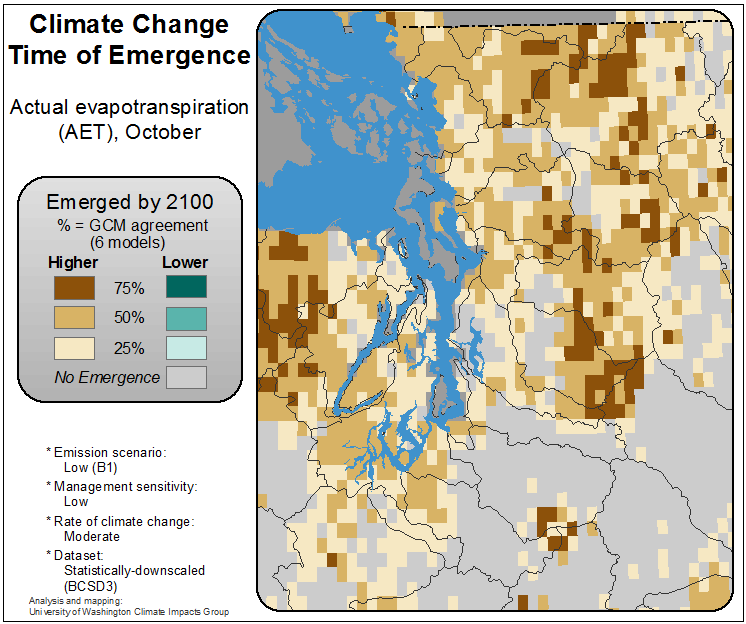 Climate Change
Time of Emergence
Actual evapotranspiration
(AET), October
Emerged by 2100
% = GCM agreement
(6 models)
Higher Lower
75%
50%
25%
No Emergence
* Emission scenario:
Low (B1)
* Management sensitivity:
Low
* Rate of climate change:
Moderate
* Dataset:
Statistically-downscaled
(BCSD3)
Analysis and mapping:
University of Washington Climate Impacts Group